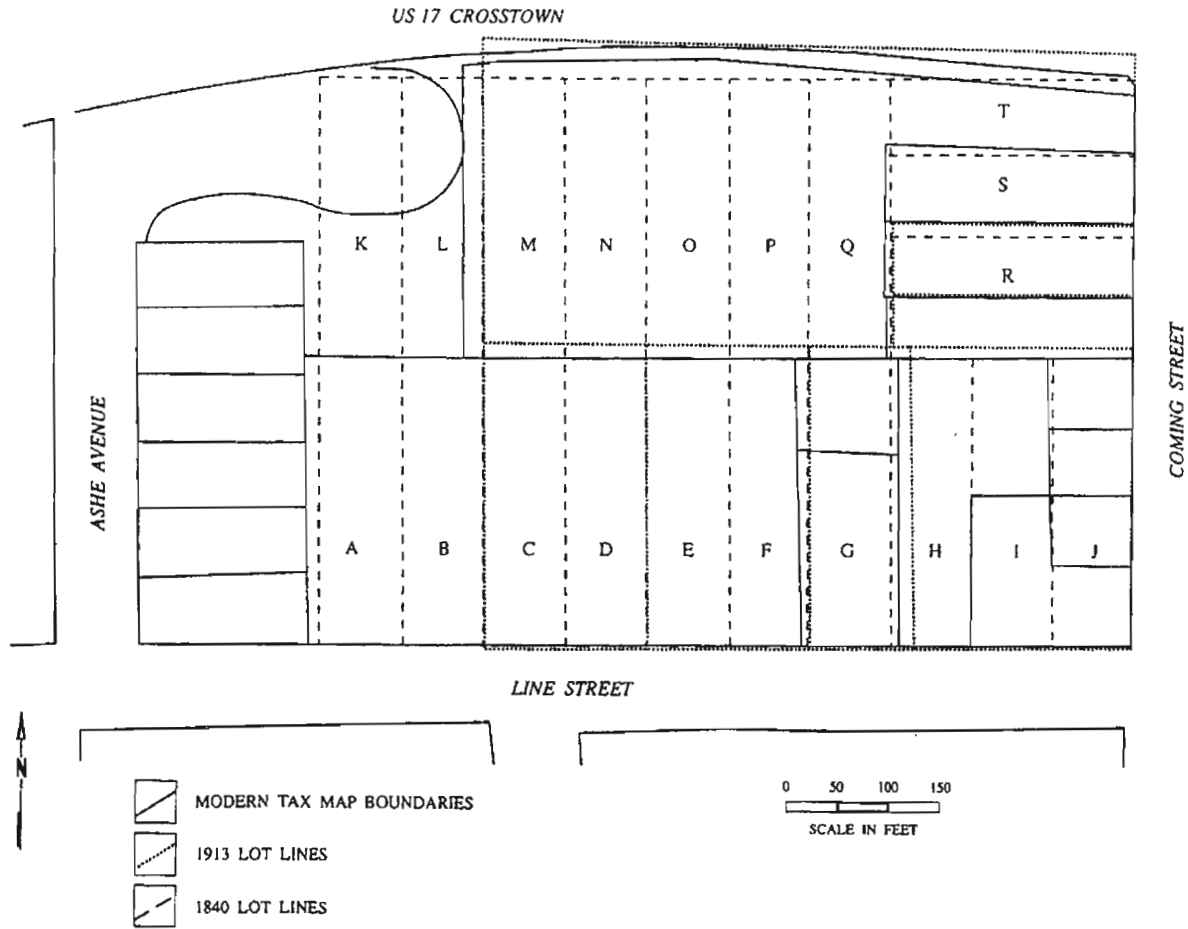 US 17 CROSSTOWN
T
S
K L M N O P Q
R
ASHE AVENUE
COMING STREET
A B C D E F G H I J
LINE STREET
N
MODERN TAX MAP BOUNDARIES
1913 LOT LINES
1840 LOT LINES
0 50 100 150
SCALE IN FEET